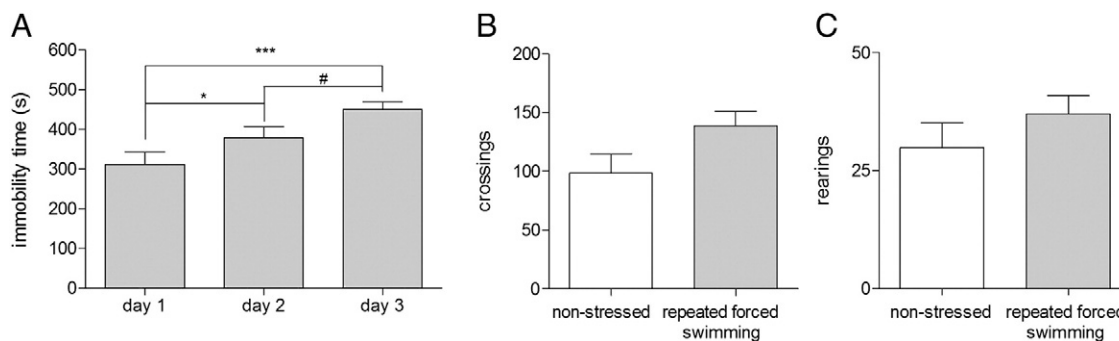 A
immobility time (s)
600
500
400
300
200
100
0
***
*
#
day 1
day 2
day 3
B
crossings
200
150
100
50
0
non-stressed
repeated forced
swimming
C
rearings
50
25
0
non-stressed
repeated forced
swimming